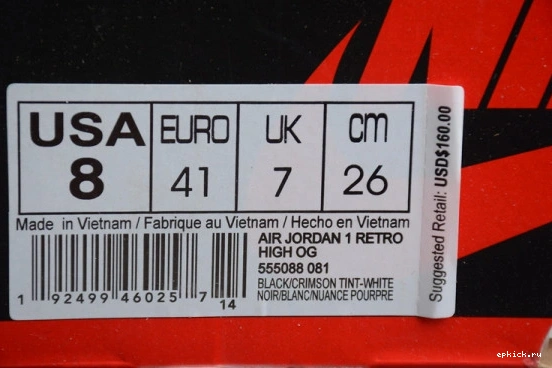 USA EURO UK cm
8 41 7 26
Made in Vietnam / Fabrique au Vietnam / Hecho en Vietnam
AIR JORDAN 1 RETRO
HIGH OG
555088 081
BLACK/CRIMSON TINT-WHITE
NOIR/BLANC/NUANCE POURPRE
1 92499 46025 7 14
Suggested Retail: USD$160.00
epkick.ru